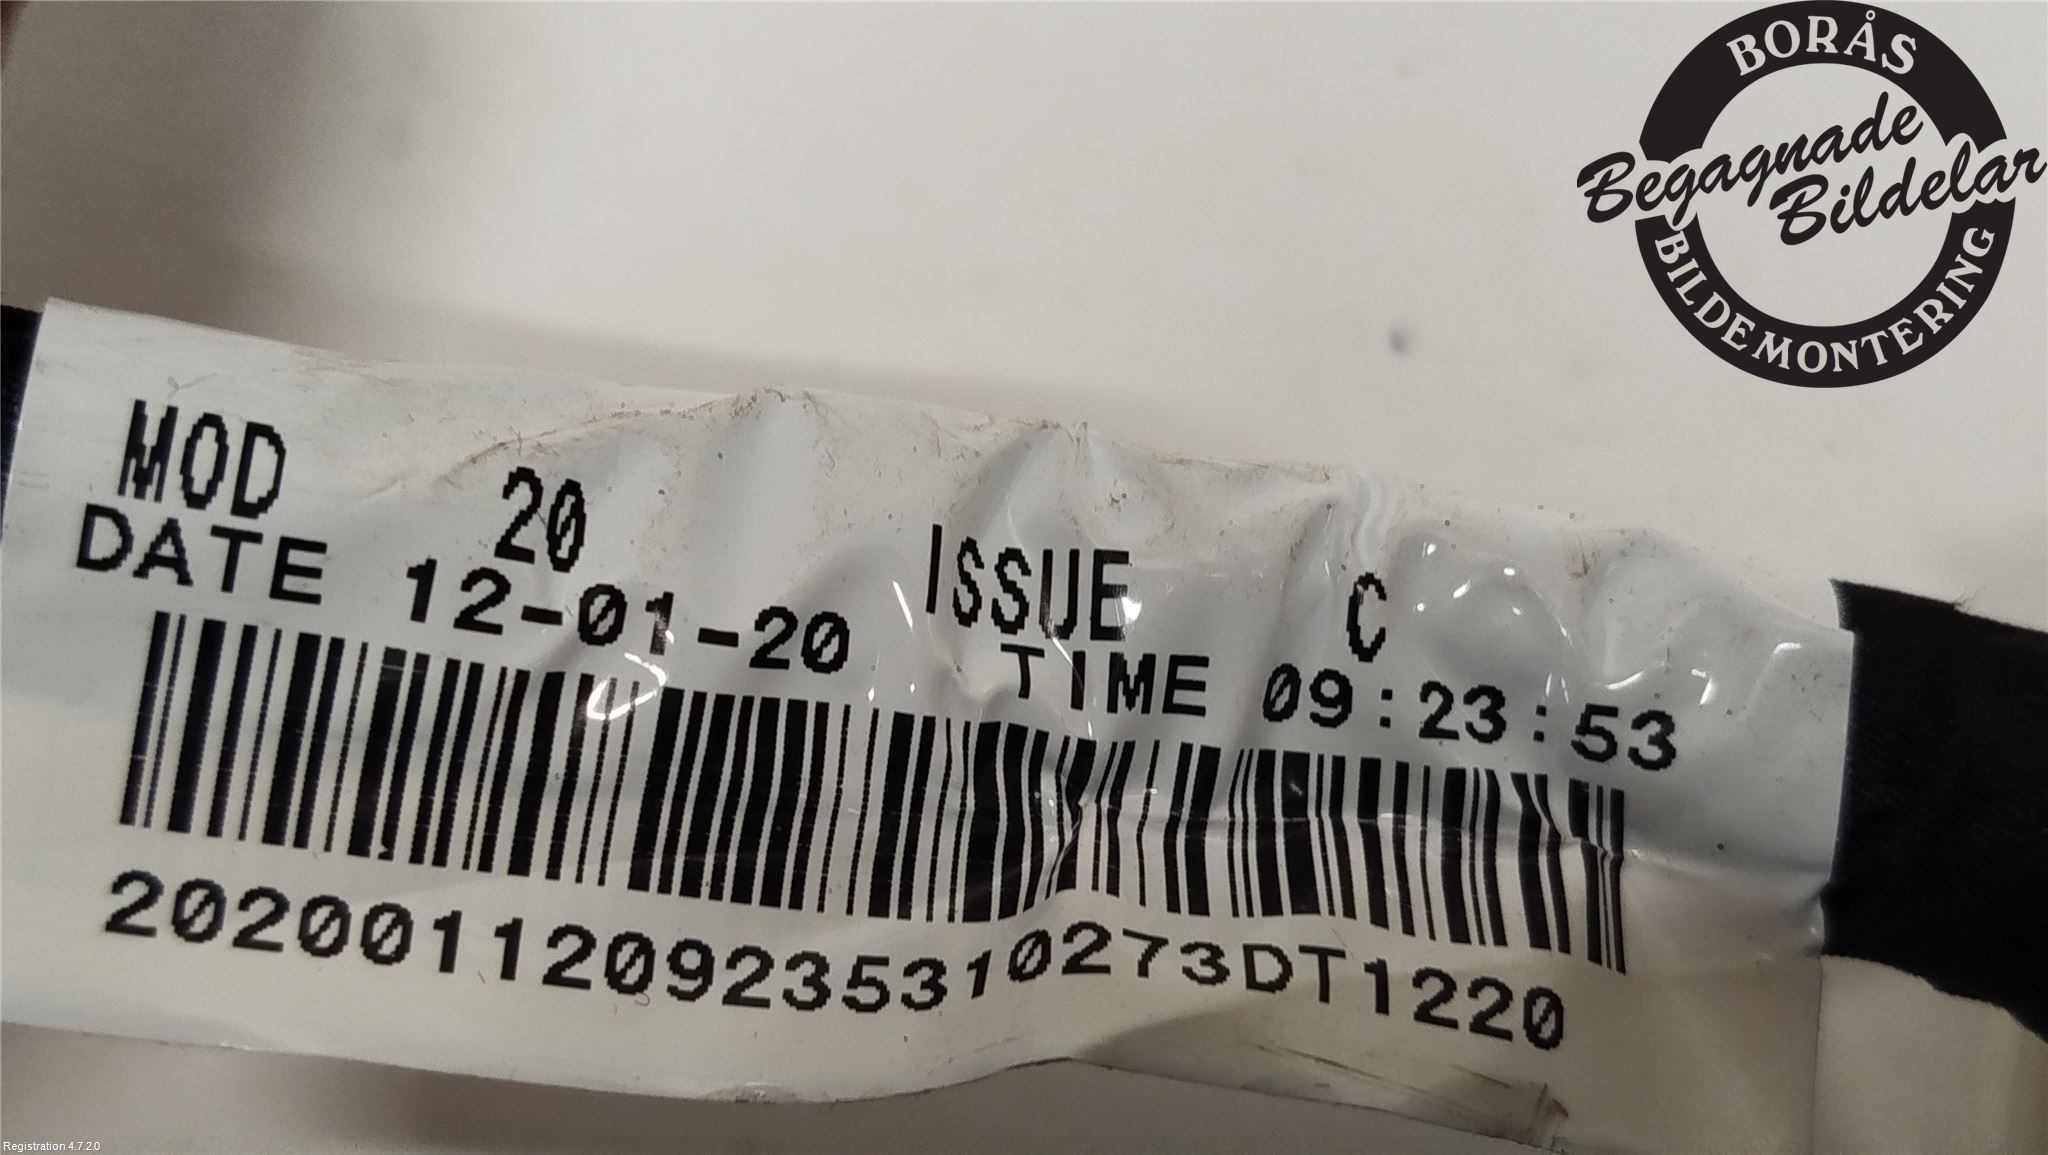 BORÅS
Begagnade
Bildelar
BILDEMONTERING
MOD 20 ISSUE C
DATE 12-01-20 TIME 09:23:53
2020011209235310273DT1220
Registration 4.7.2.0